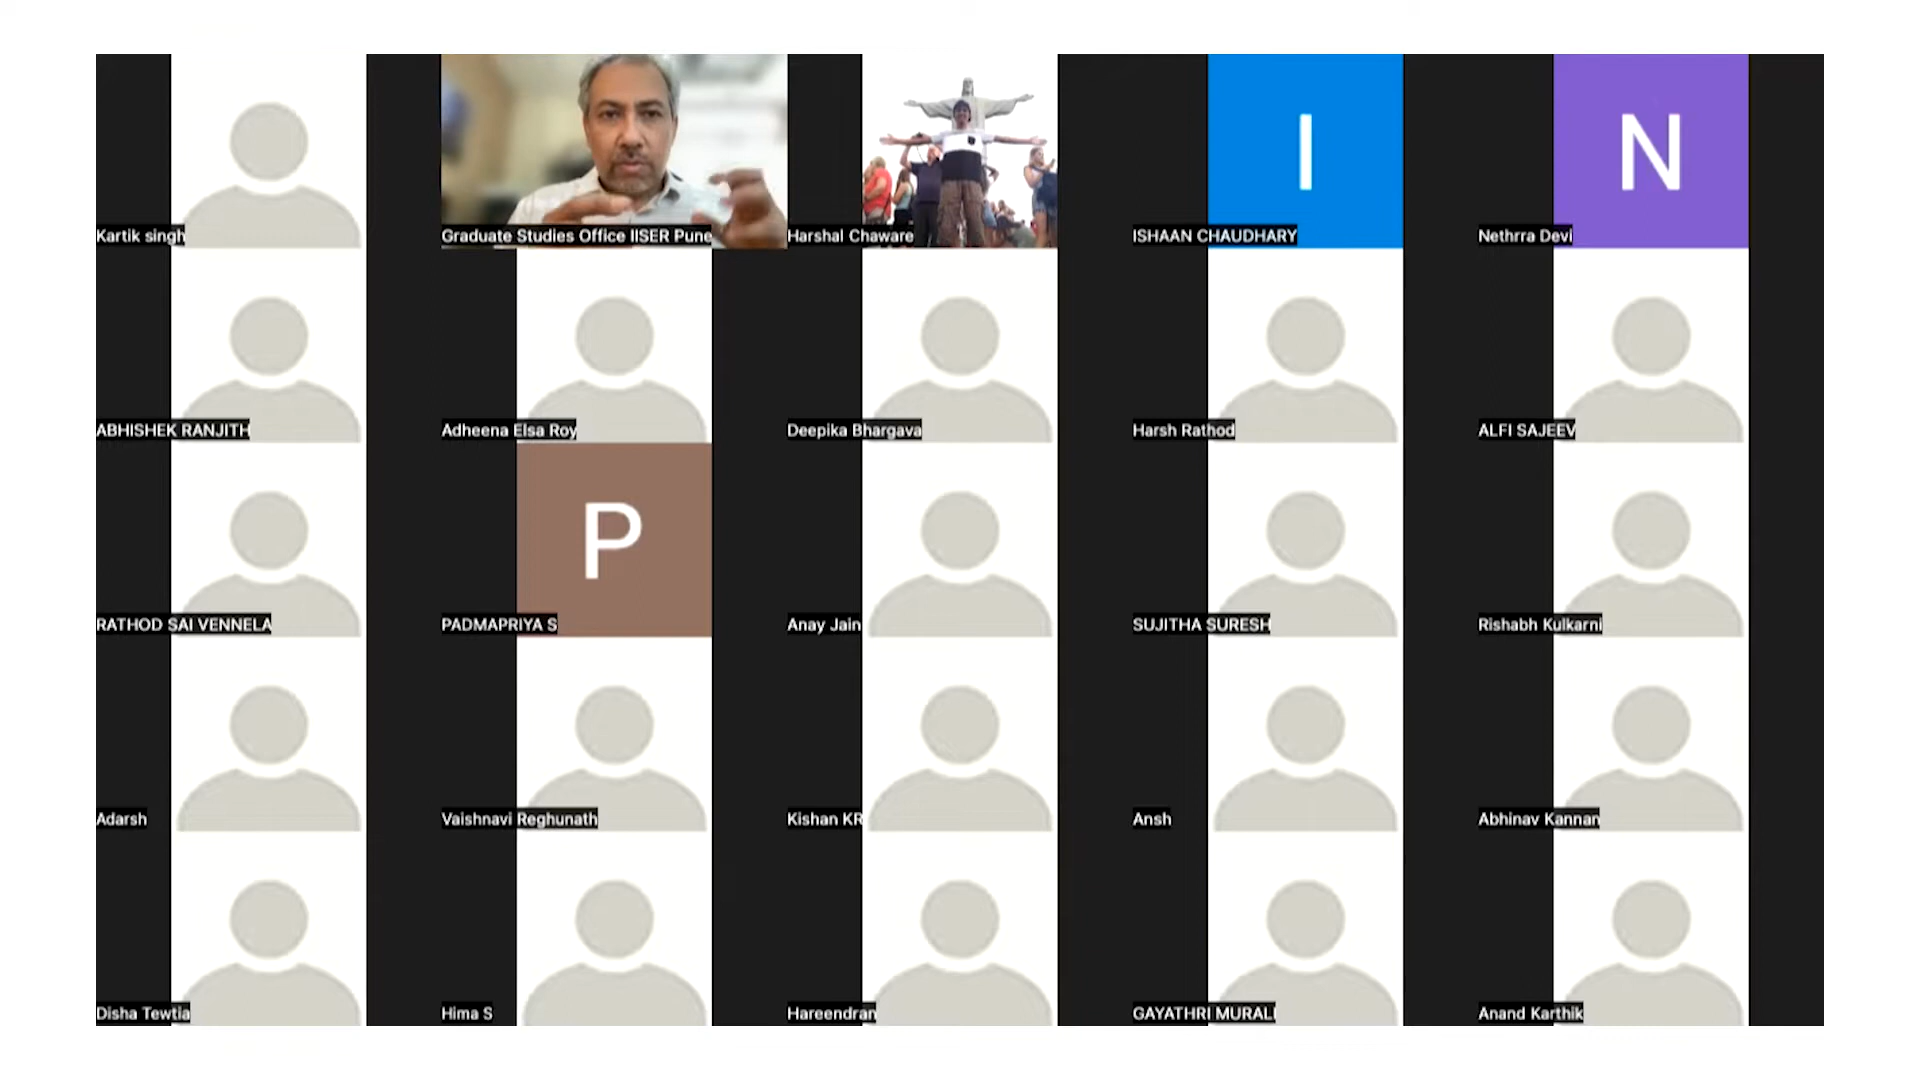 Kartik singh
Graduate Studies Office IISER Pune
Harshal Chaware
I
ISHAAN CHAUDHARY
N
Nethrra Devi
ABHISHEK RANJITH
Adheena Elsa Roy
Deepika Bhargava
Harsh Rathod
ALFI SAJEEV
RATHOD SAI VENNELA
P
PADMAPRIYA S
Anay Jain
SUJITHA SURESH
Rishabh Kulkarni
Adarsh
Vaishnavi Reghunath
Kishan KR
Ansh
Abhinav Kannan
Disha Tewtia
Hima S
Hareendran
GAYATHRI MURALI
Anand Karthik